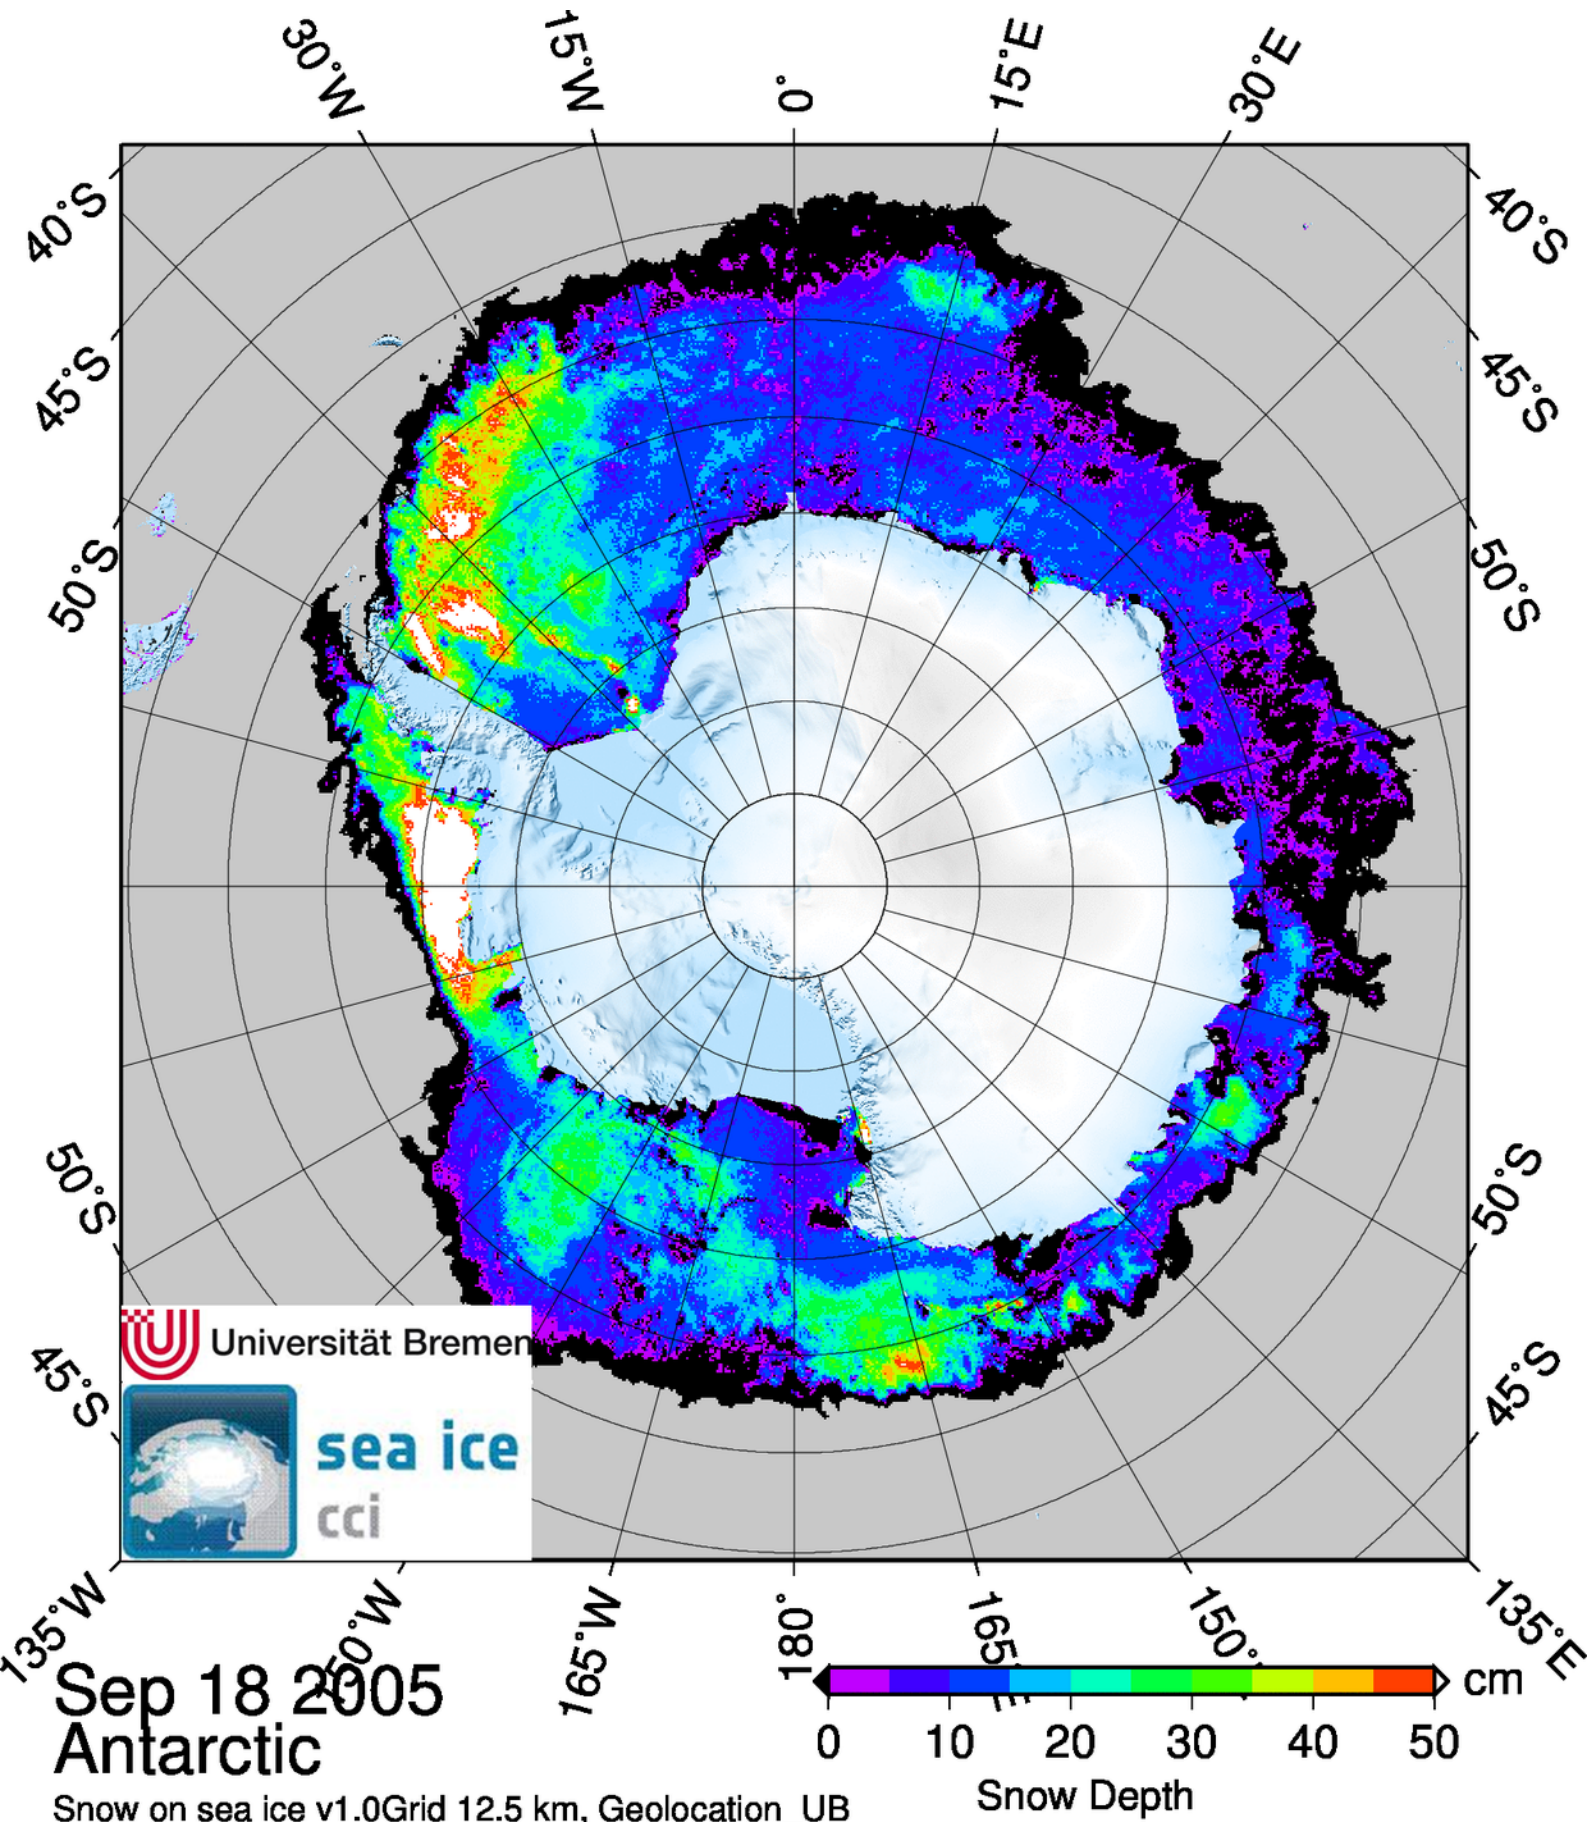 30°W 15°W 0° 15°E 30°E
40°S 40°S
45°S 45°S
50°S 50°S
50°S 50°S
45°S 45°S
Universität Bremen
sea ice
cci
135°W 150°W 165°W 180° 165°E 150° 135°E
Sep 18 2005
Antarctic
Snow on sea ice v1.0Grid 12.5 km, Geolocation UB
cm
0 10 20 30 40 50
Snow Depth